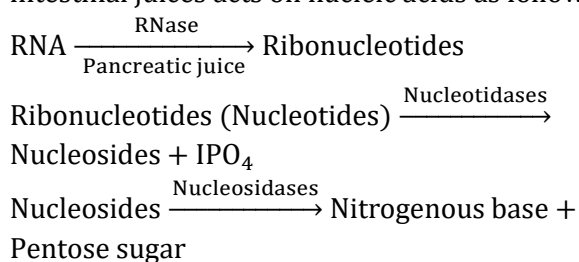 intestinal juices acts on nucleic acids as follow
RNase
RNA ⟶ Ribonucleotides
Pancreatic juice
Nucleotidases
Ribonucleotides (Nucleotides) ⟶
Nucleosides + IPO₄
Nucleosidases
Nucleosides ⟶ Nitrogenous base +
Pentose sugar